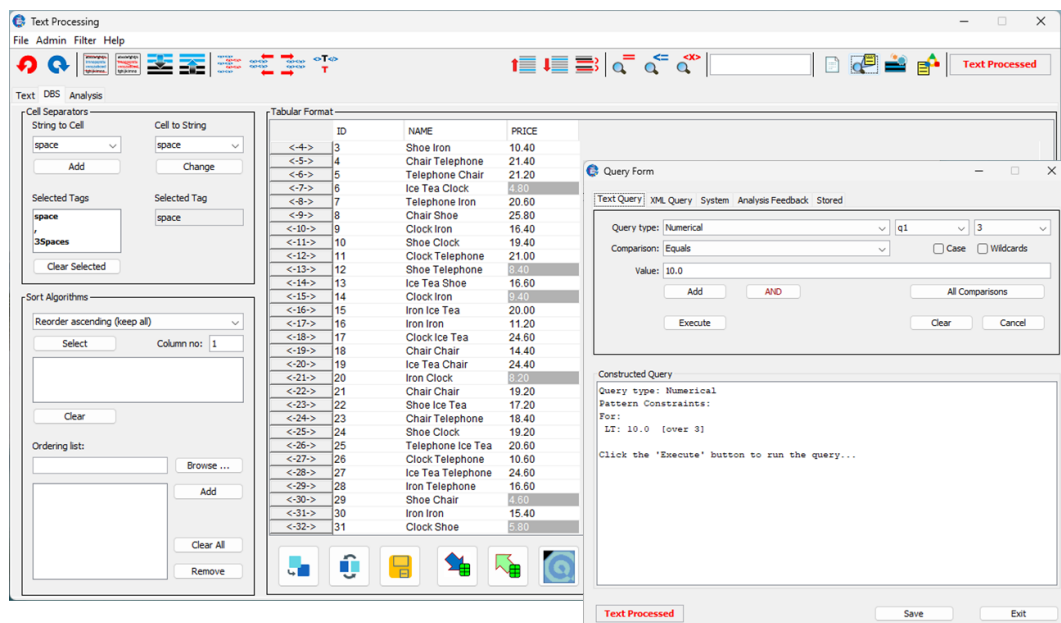 Text Processing
File Admin Filter Help
Text Processed
Text DBS Analysis
Cell Separators
String to Cell Cell to String
space space
Add Change
Selected Tags Selected Tag
space space
,
3Spaces
Clear Selected
Sort Algorithms
Reorder ascending (keep all)
Select Column no: 1
Clear
Ordering list:
Browse ...
Add
Clear All
Remove
Tabular Format
ID NAME PRICE
<-4-> 3 Shoe Iron 10.40
<-5-> 4 Chair Telephone 21.40
<-6-> 5 Telephone Chair 21.20
<-7-> 6 Ice Tea Clock 4.80
<-8-> 7 Telephone Iron 20.60
<-9-> 8 Chair Shoe 25.80
<-10-> 9 Clock Iron 16.40
<-11-> 10 Shoe Clock 19.40
<-12-> 11 Clock Telephone 21.00
<-13-> 12 Shoe Telephone 8.40
<-14-> 13 Ice Tea Shoe 16.60
<-15-> 14 Clock Iron 9.40
<-16-> 15 Iron Ice Tea 20.00
<-17-> 16 Iron Iron 11.20
<-18-> 17 Clock Ice Tea 24.60
<-19-> 18 Chair Chair 14.40
<-20-> 19 Ice Tea Chair 24.40
<-21-> 20 Iron Clock 8.20
<-22-> 21 Chair Chair 19.20
<-23-> 22 Shoe Ice Tea 17.20
<-24-> 23 Chair Telephone 18.40
<-25-> 24 Shoe Clock 19.20
<-26-> 25 Telephone Ice Tea 20.60
<-27-> 26 Clock Telephone 10.60
<-28-> 27 Ice Tea Telephone 24.60
<-29-> 28 Iron Telephone 16.60
<-30-> 29 Shoe Chair 4.60
<-31-> 30 Iron Iron 15.40
<-32-> 31 Clock Shoe 5.80
Query Form
Text Query XML Query System Analysis Feedback Stored
Query type: Numerical q1 3
Comparison: Equals Case Wildcards
Value: 10.0
Add AND All Comparisons
Execute Clear Cancel
Constructed Query
Query type: Numerical
Pattern Constraints:
For:
LT: 10.0 [over 3]
Click the 'Execute' button to run the query...
Text Processed Save Exit